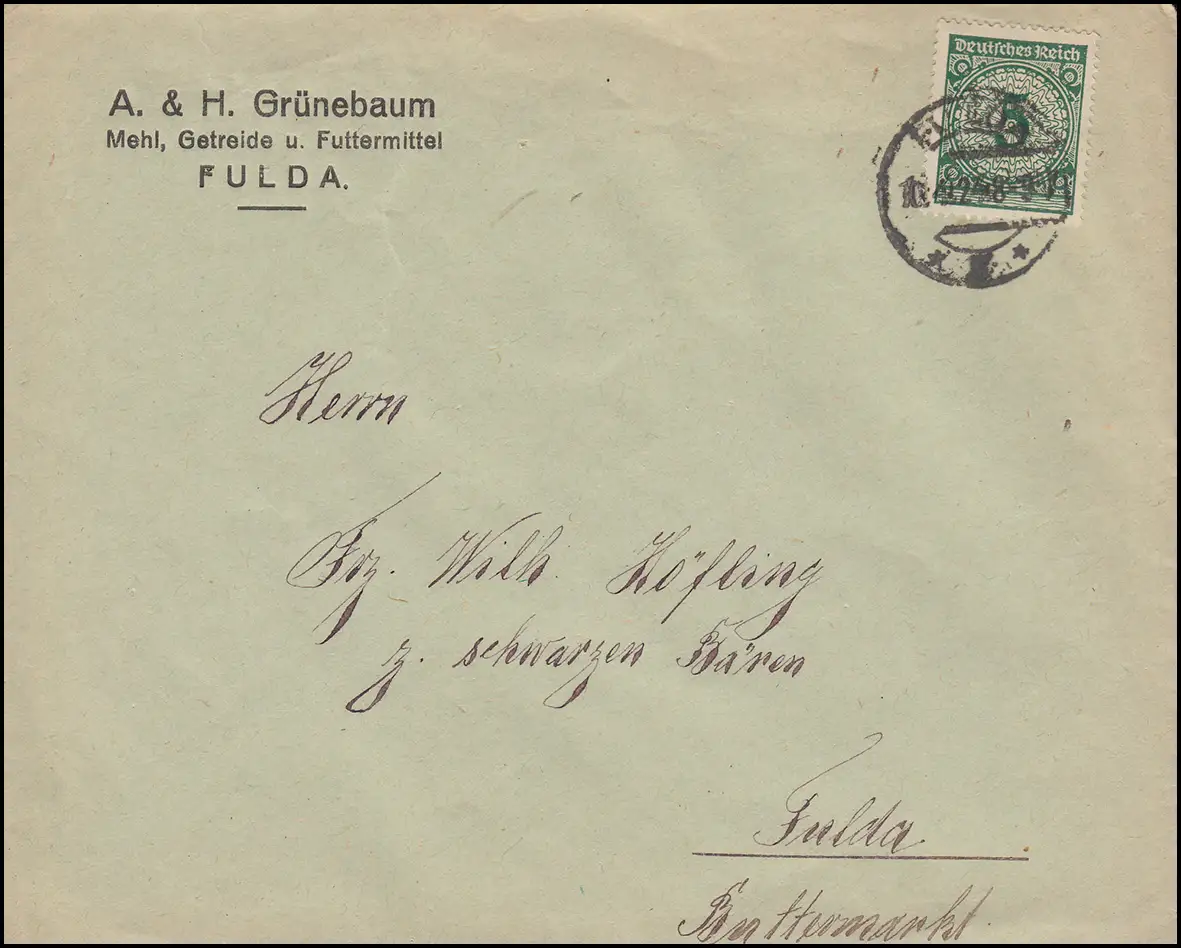 A. & H. Grünebaum
Mehl, Getreide u. Futtermittel
FULDA.
Deutsches Reich
5
Herrn
Frz. Wilh. Höfling
z. schwarzen Bären
Fulda
Buttermarkt.